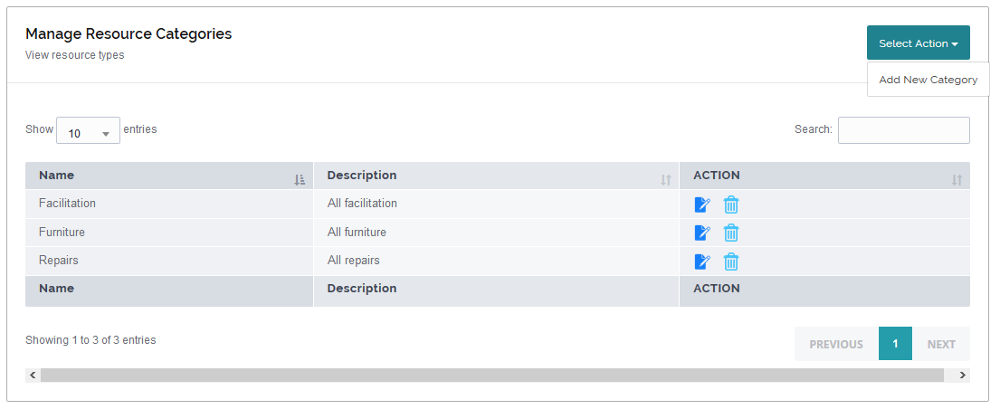 Manage Resource Categories
View resource types
Select Action
Add New Category
Show 10 entries
Search:
Name Description ACTION
Facilitation All facilitation
Furniture All furniture
Repairs All repairs
Name Description ACTION
Showing 1 to 3 of 3 entries
PREVIOUS 1 NEXT